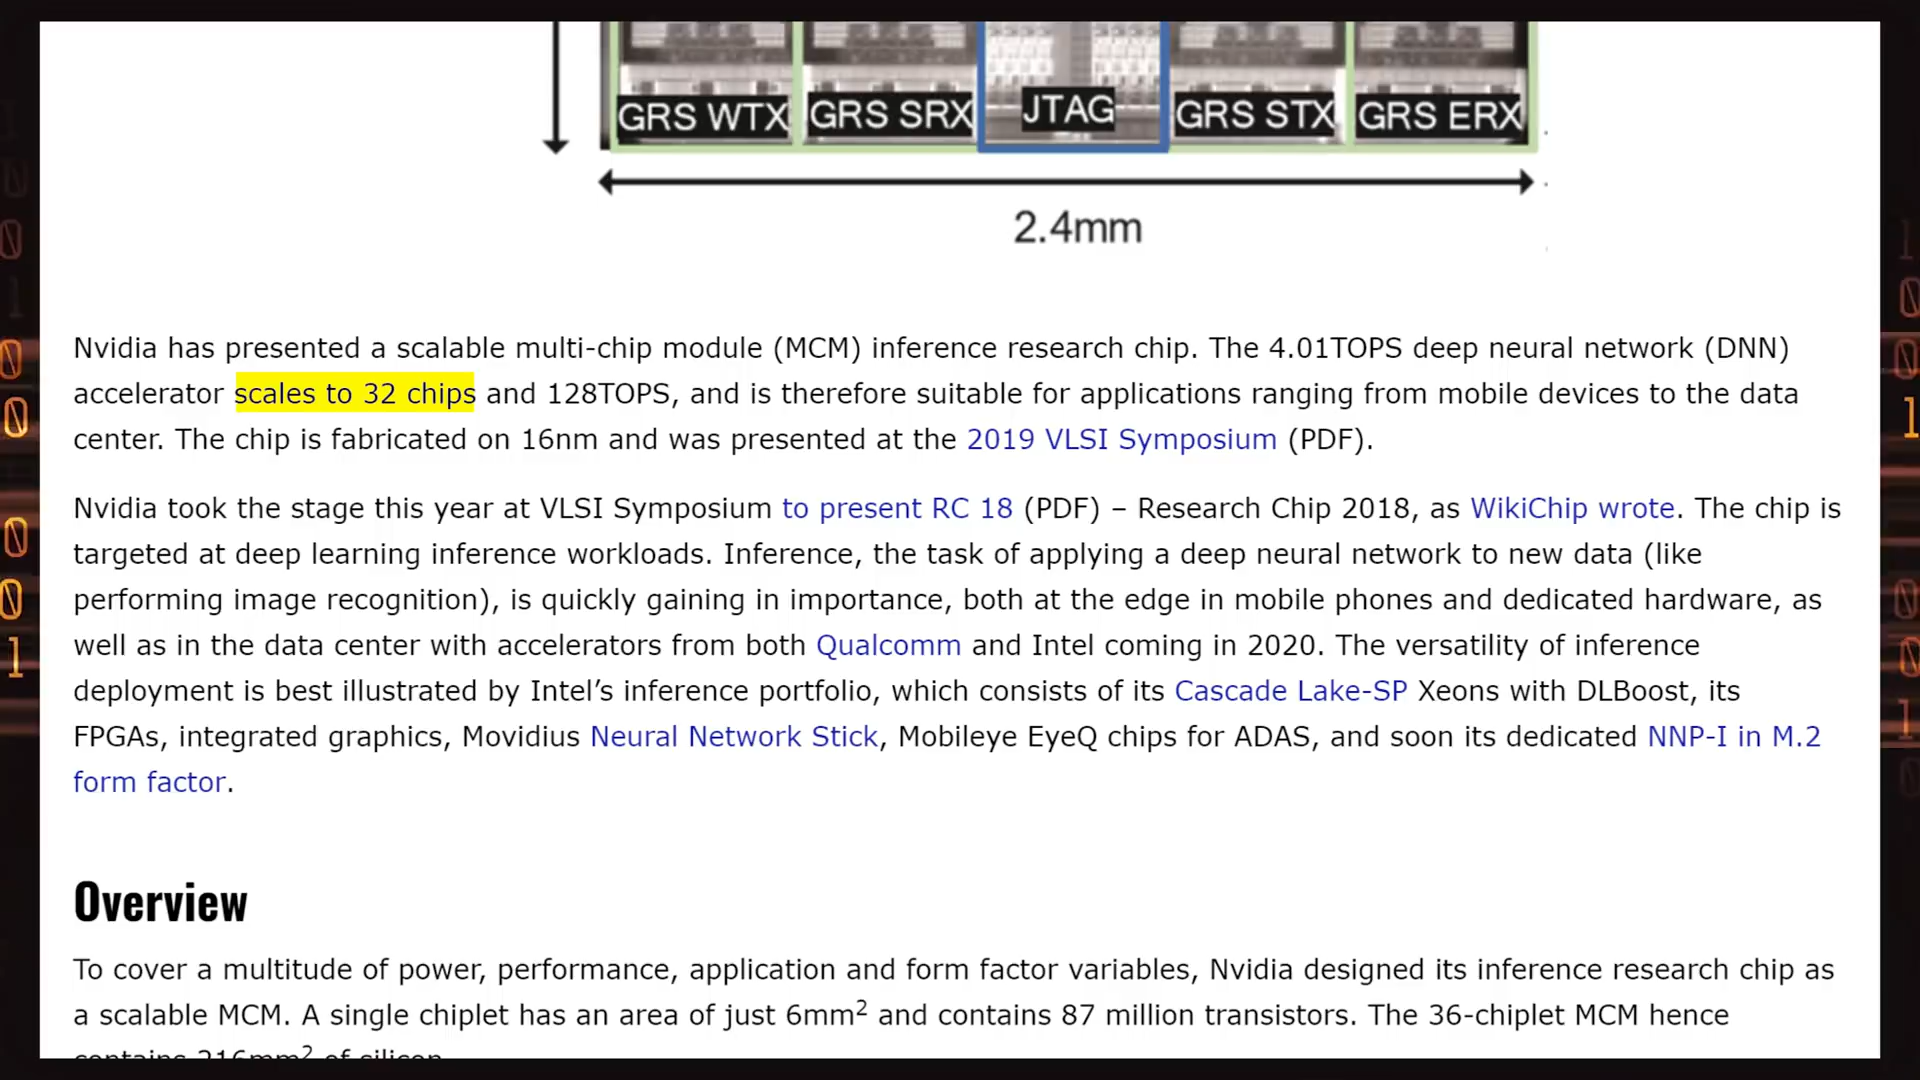 GRS WTX GRS SRX JTAG GRS STX GRS ERX
2.4mm
Nvidia has presented a scalable multi-chip module (MCM) inference research chip. The 4.01TOPS deep neural network (DNN)
accelerator scales to 32 chips and 128TOPS, and is therefore suitable for applications ranging from mobile devices to the data
center. The chip is fabricated on 16nm and was presented at the 2019 VLSI Symposium (PDF).
Nvidia took the stage this year at VLSI Symposium to present RC 18 (PDF) – Research Chip 2018, as WikiChip wrote. The chip is
targeted at deep learning inference workloads. Inference, the task of applying a deep neural network to new data (like
performing image recognition), is quickly gaining in importance, both at the edge in mobile phones and dedicated hardware, as
well as in the data center with accelerators from both Qualcomm and Intel coming in 2020. The versatility of inference
deployment is best illustrated by Intel’s inference portfolio, which consists of its Cascade Lake-SP Xeons with DLBoost, its
FPGAs, integrated graphics, Movidius Neural Network Stick, Mobileye EyeQ chips for ADAS, and soon its dedicated NNP-I in M.2
form factor.
Overview
To cover a multitude of power, performance, application and form factor variables, Nvidia designed its inference research chip as
a scalable MCM. A single chiplet has an area of just 6mm² and contains 87 million transistors. The 36-chiplet MCM hence
contains 216mm² of silicon.